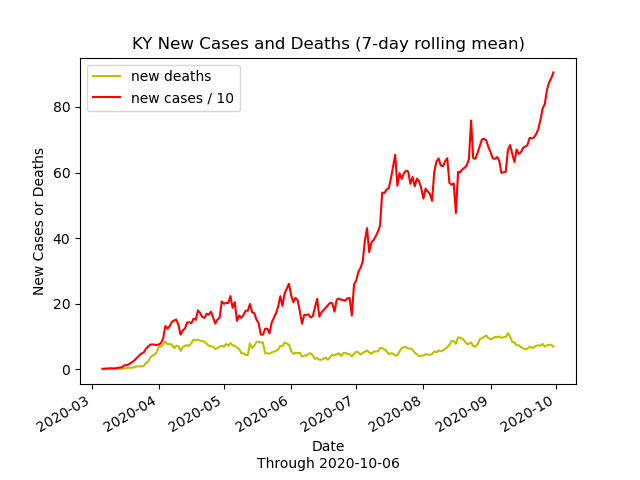 KY New Cases and Deaths (7-day rolling mean)
new deaths
new cases / 10
New Cases or Deaths
80
60
40
20
0
2020-03
2020-04
2020-05
2020-06
2020-07
2020-08
2020-09
2020-10
Date
Through 2020-10-06